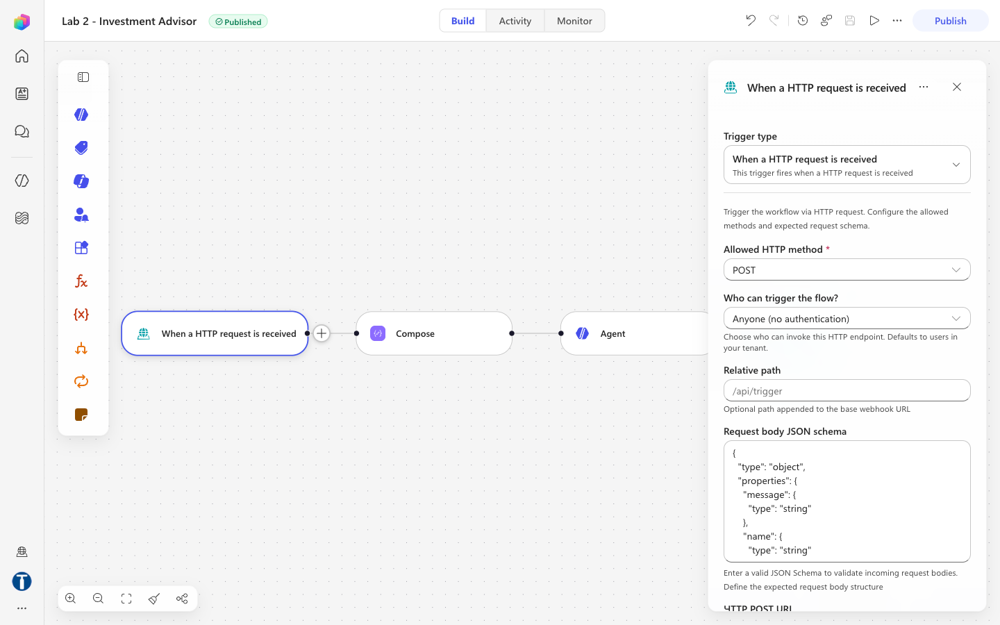 Lab 2 - Investment Advisor
Published
Build
Activity
Monitor
Publish
When a HTTP request is received
Trigger type
When a HTTP request is received
This trigger fires when a HTTP request is received
Trigger the workflow via HTTP request. Configure the allowed
methods and expected request schema.
Allowed HTTP method *
POST
Who can trigger the flow?
Anyone (no authentication)
Choose who can invoke this HTTP endpoint. Defaults to users in
your tenant.
Relative path
/api/trigger
Optional path appended to the base webhook URL
Request body JSON schema
{
"type": "object",
"properties": {
"message": {
"type": "string"
},
"name": {
"type": "string"
Enter a valid JSON Schema to validate incoming request bodies.
Define the expected request body structure
HTTP POST URL
When a HTTP request is received
Compose
Agent